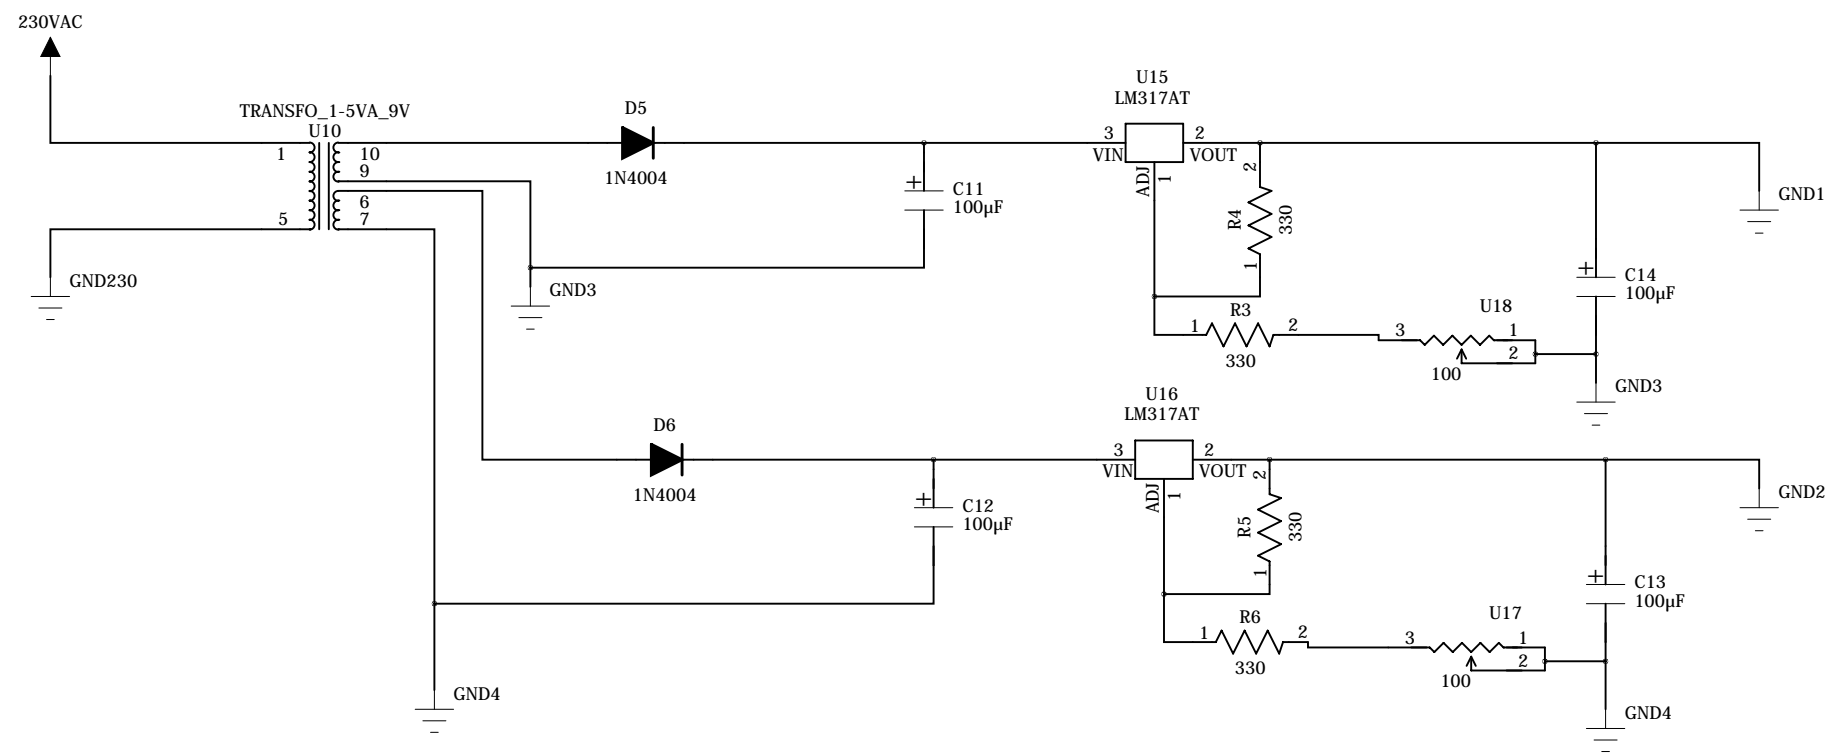 230VAC
TRANSFO_1-5VA_9V
U10
1
5
10
9
6
7
GND230
D5
1N4004
GND3
C11
100µF
U15
LM317AT
3
VIN
2
VOUT
ADJ
1
2
R4
330
1
1
R3
2
330
3
U18
1
2
100
C14
100µF
GND1
GND3
D6
1N4004
GND4
C12
100µF
U16
LM317AT
3
VIN
2
VOUT
ADJ
1
2
R5
330
1
1
R6
2
330
3
U17
1
2
100
C13
100µF
GND2
GND4